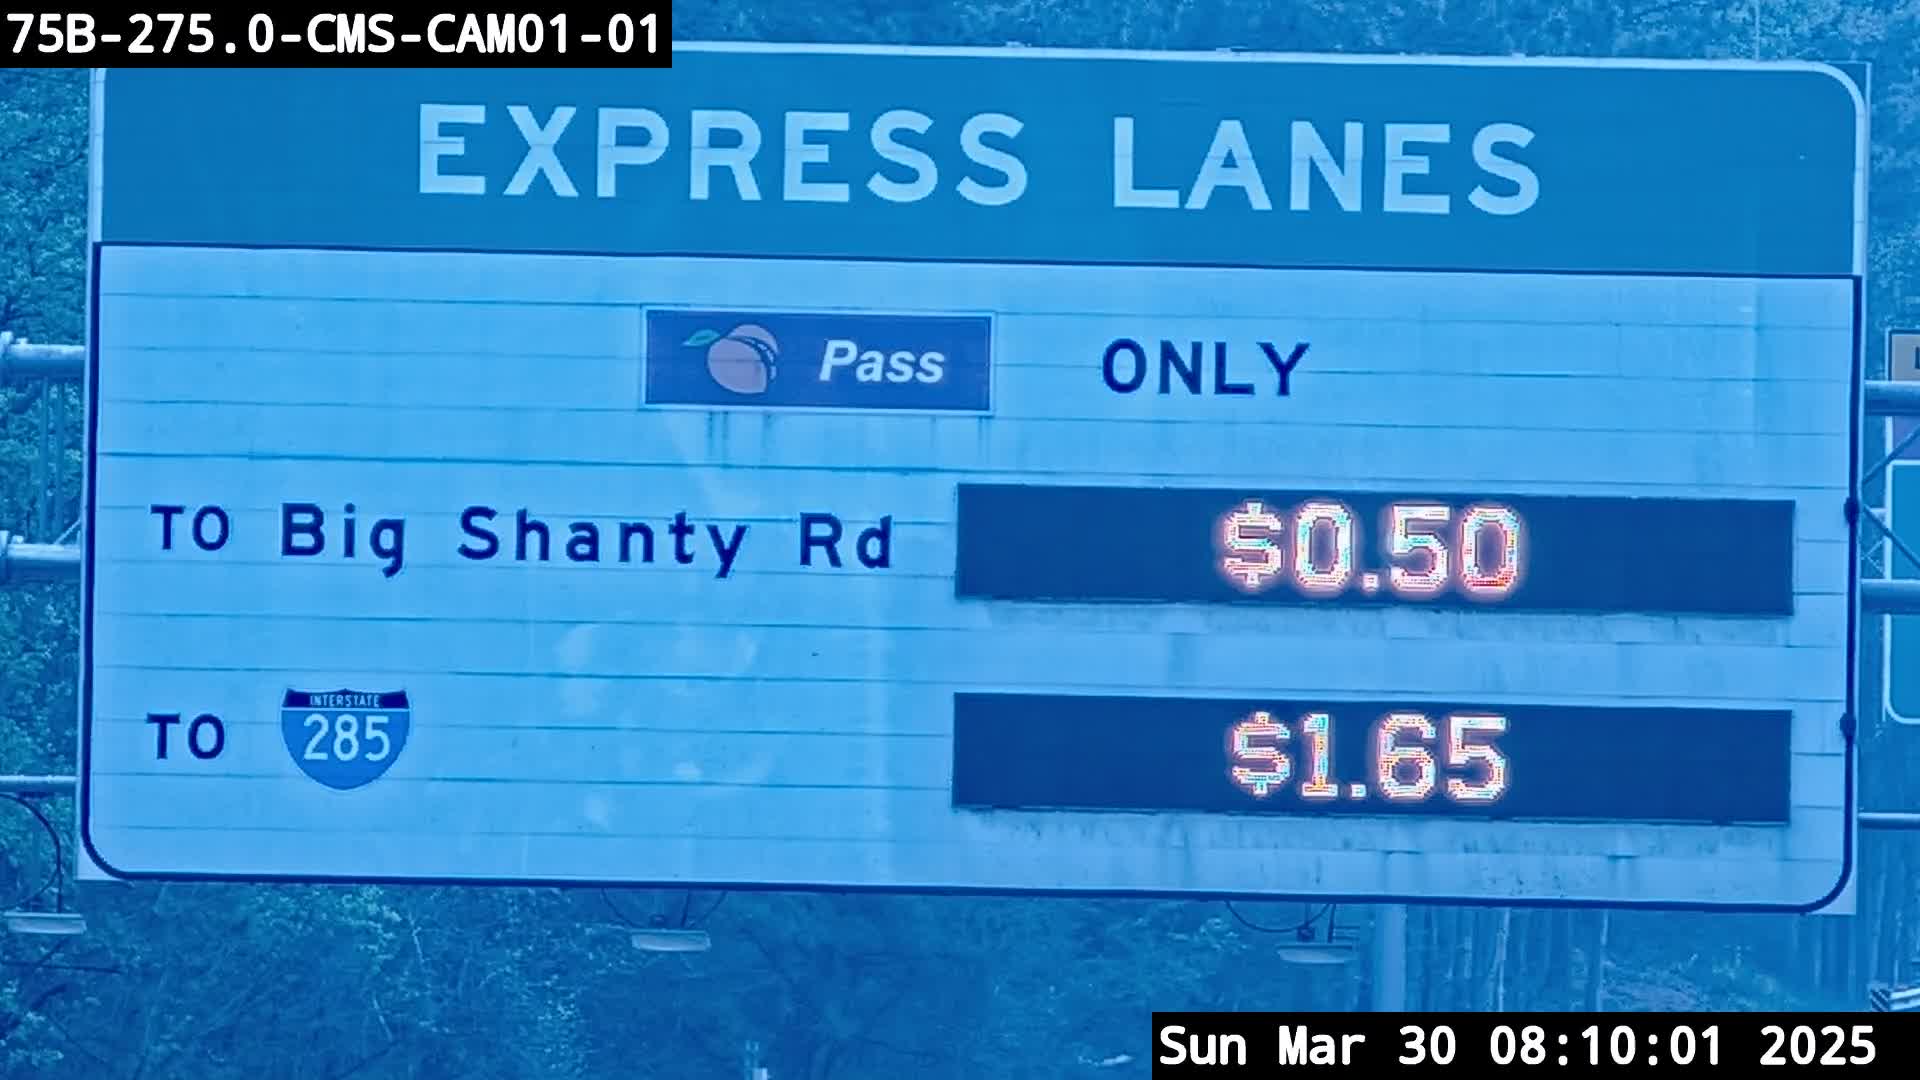 75B-275.0-CMS-CAM01-01
EXPRESS LANES
Pass ONLY
TO Big Shanty Rd $0.50
TO INTERSTATE 285 $1.65
Sun Mar 30 08:10:01 2025